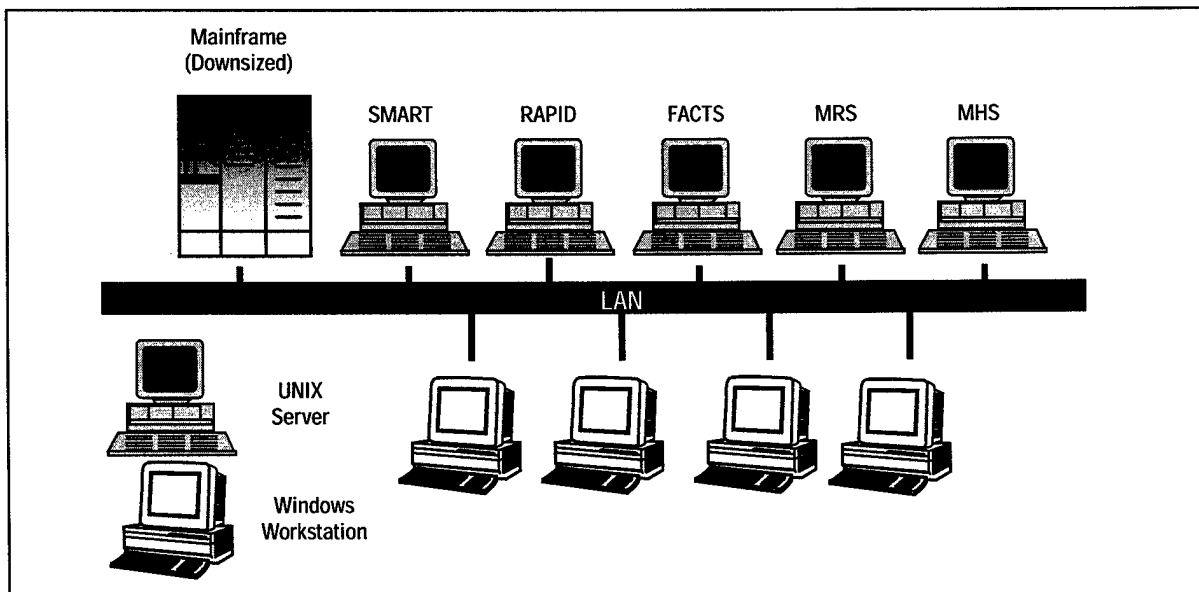 Mainframe
(Downsized)
SMART
RAPID
FACTS
MRS
MHS
LAN
UNIX
Server
Windows
Workstation